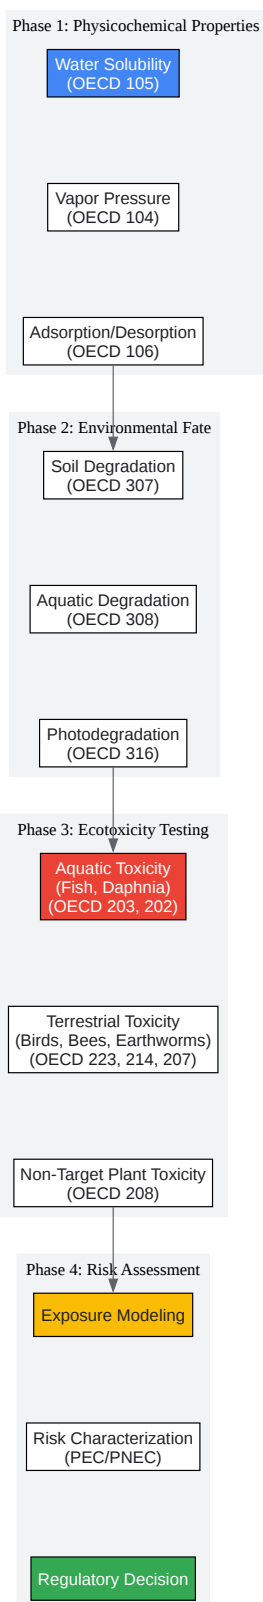 Phase 1: Physicochemical Properties
Water Solubility
(OECD 105)
Vapor Pressure
(OECD 104)
Adsorption/Desorption
(OECD 106)
Phase 2: Environmental Fate
Soil Degradation
(OECD 307)
Aquatic Degradation
(OECD 308)
Photodegradation
(OECD 316)
Phase 3: Ecotoxicity Testing
Aquatic Toxicity
(Fish, Daphnia)
(OECD 203, 202)
Terrestrial Toxicity
(Birds, Bees, Earthworms)
(OECD 223, 214, 207)
Non-Target Plant Toxicity
(OECD 208)
Phase 4: Risk Assessment
Exposure Modeling
Risk Characterization
(PEC/PNEC)
Regulatory Decision